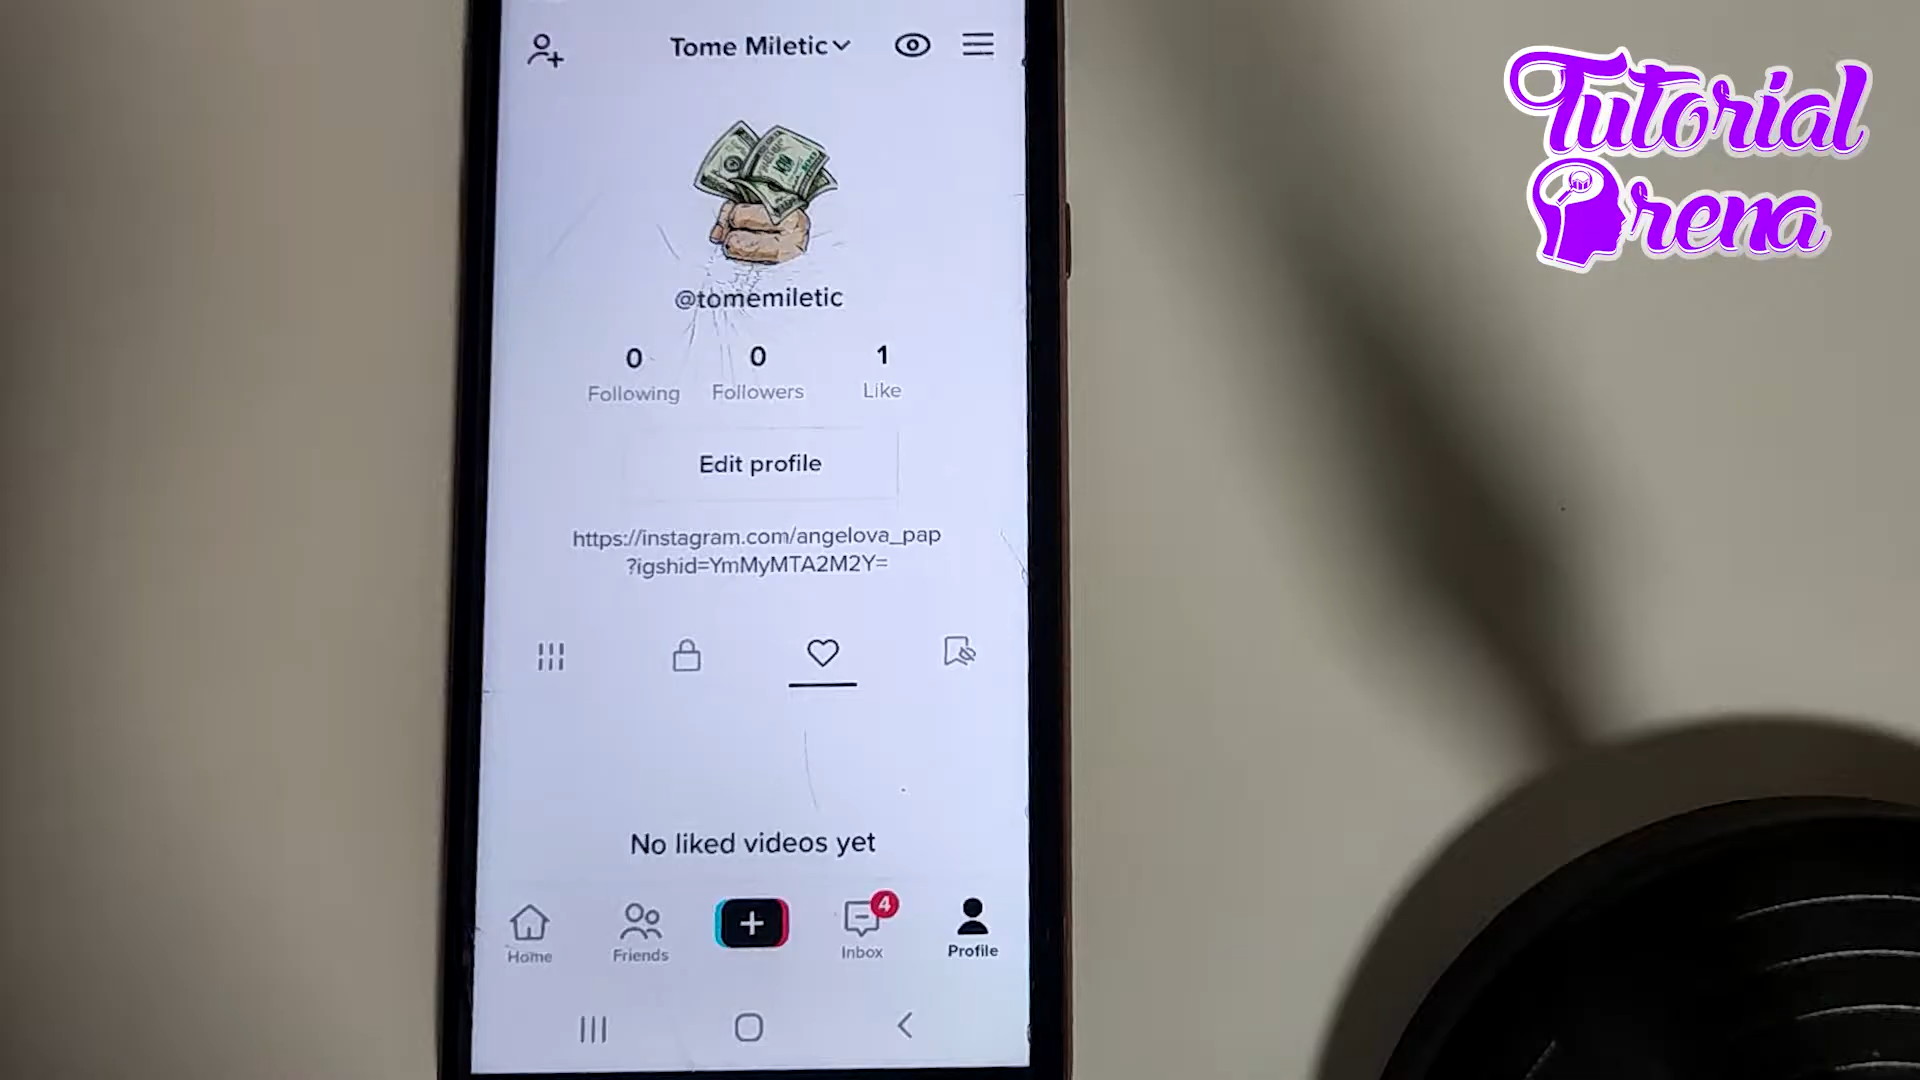 Tome Miletic
Tutorial
Arena
@tomemiletic
0 0 1
Following Followers Like
Edit profile
https://instagram.com/angelova_pap
?igshid=YmMyMTA2M2Y=
No liked videos yet
4
Home Friends Inbox Profile